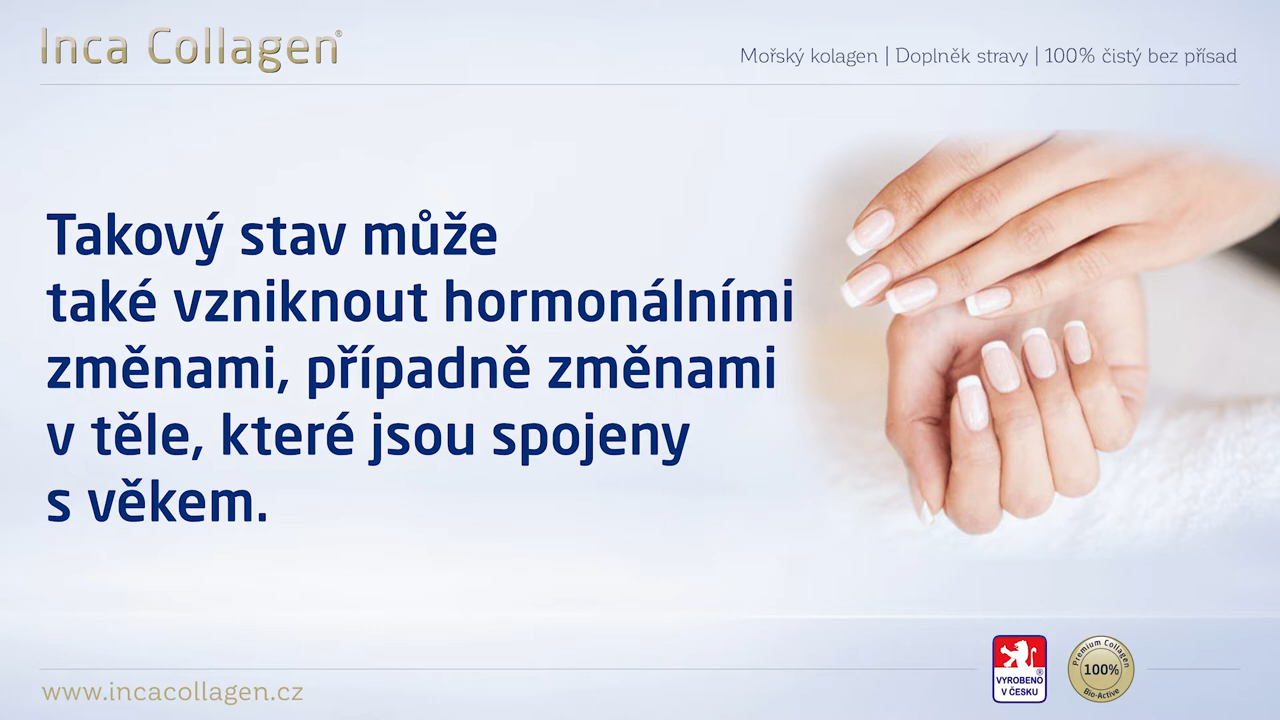 Inca Collagen®
Mořský kolagen | Doplněk stravy | 100% čistý bez přísad
Takový stav může
také vzniknout hormonálními
změnami, případně změnami
v těle, které jsou spojeny
s věkem.
www.incacollagen.cz
®
VYROBENO
V ČESKU
Premium Collagen
100%
Bio-Active